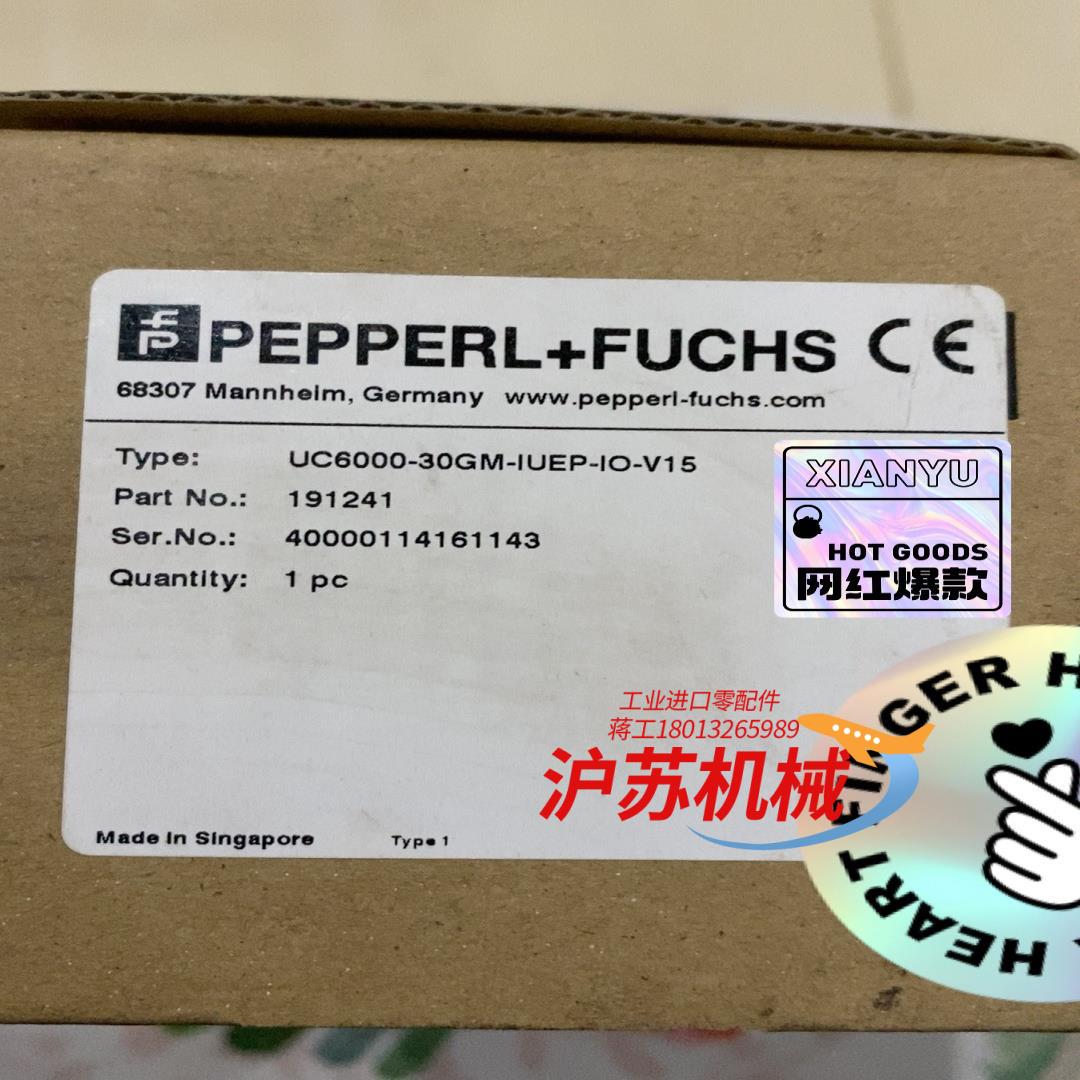 PEPPERL+FUCHS CE
68307 Mannheim, Germany www.pepperl-fuchs.com
Type: UC6000-30GM-IUEP-IO-V15
Part No.: 191241
Ser.No.: 40000114161143
Quantity: 1 pc
XIANYU
HOT GOODS
网红爆款
工业进口零配件
蒋工18013265989
沪苏机械
Made in Singapore Type 1
FINGER H
HEART
HEART